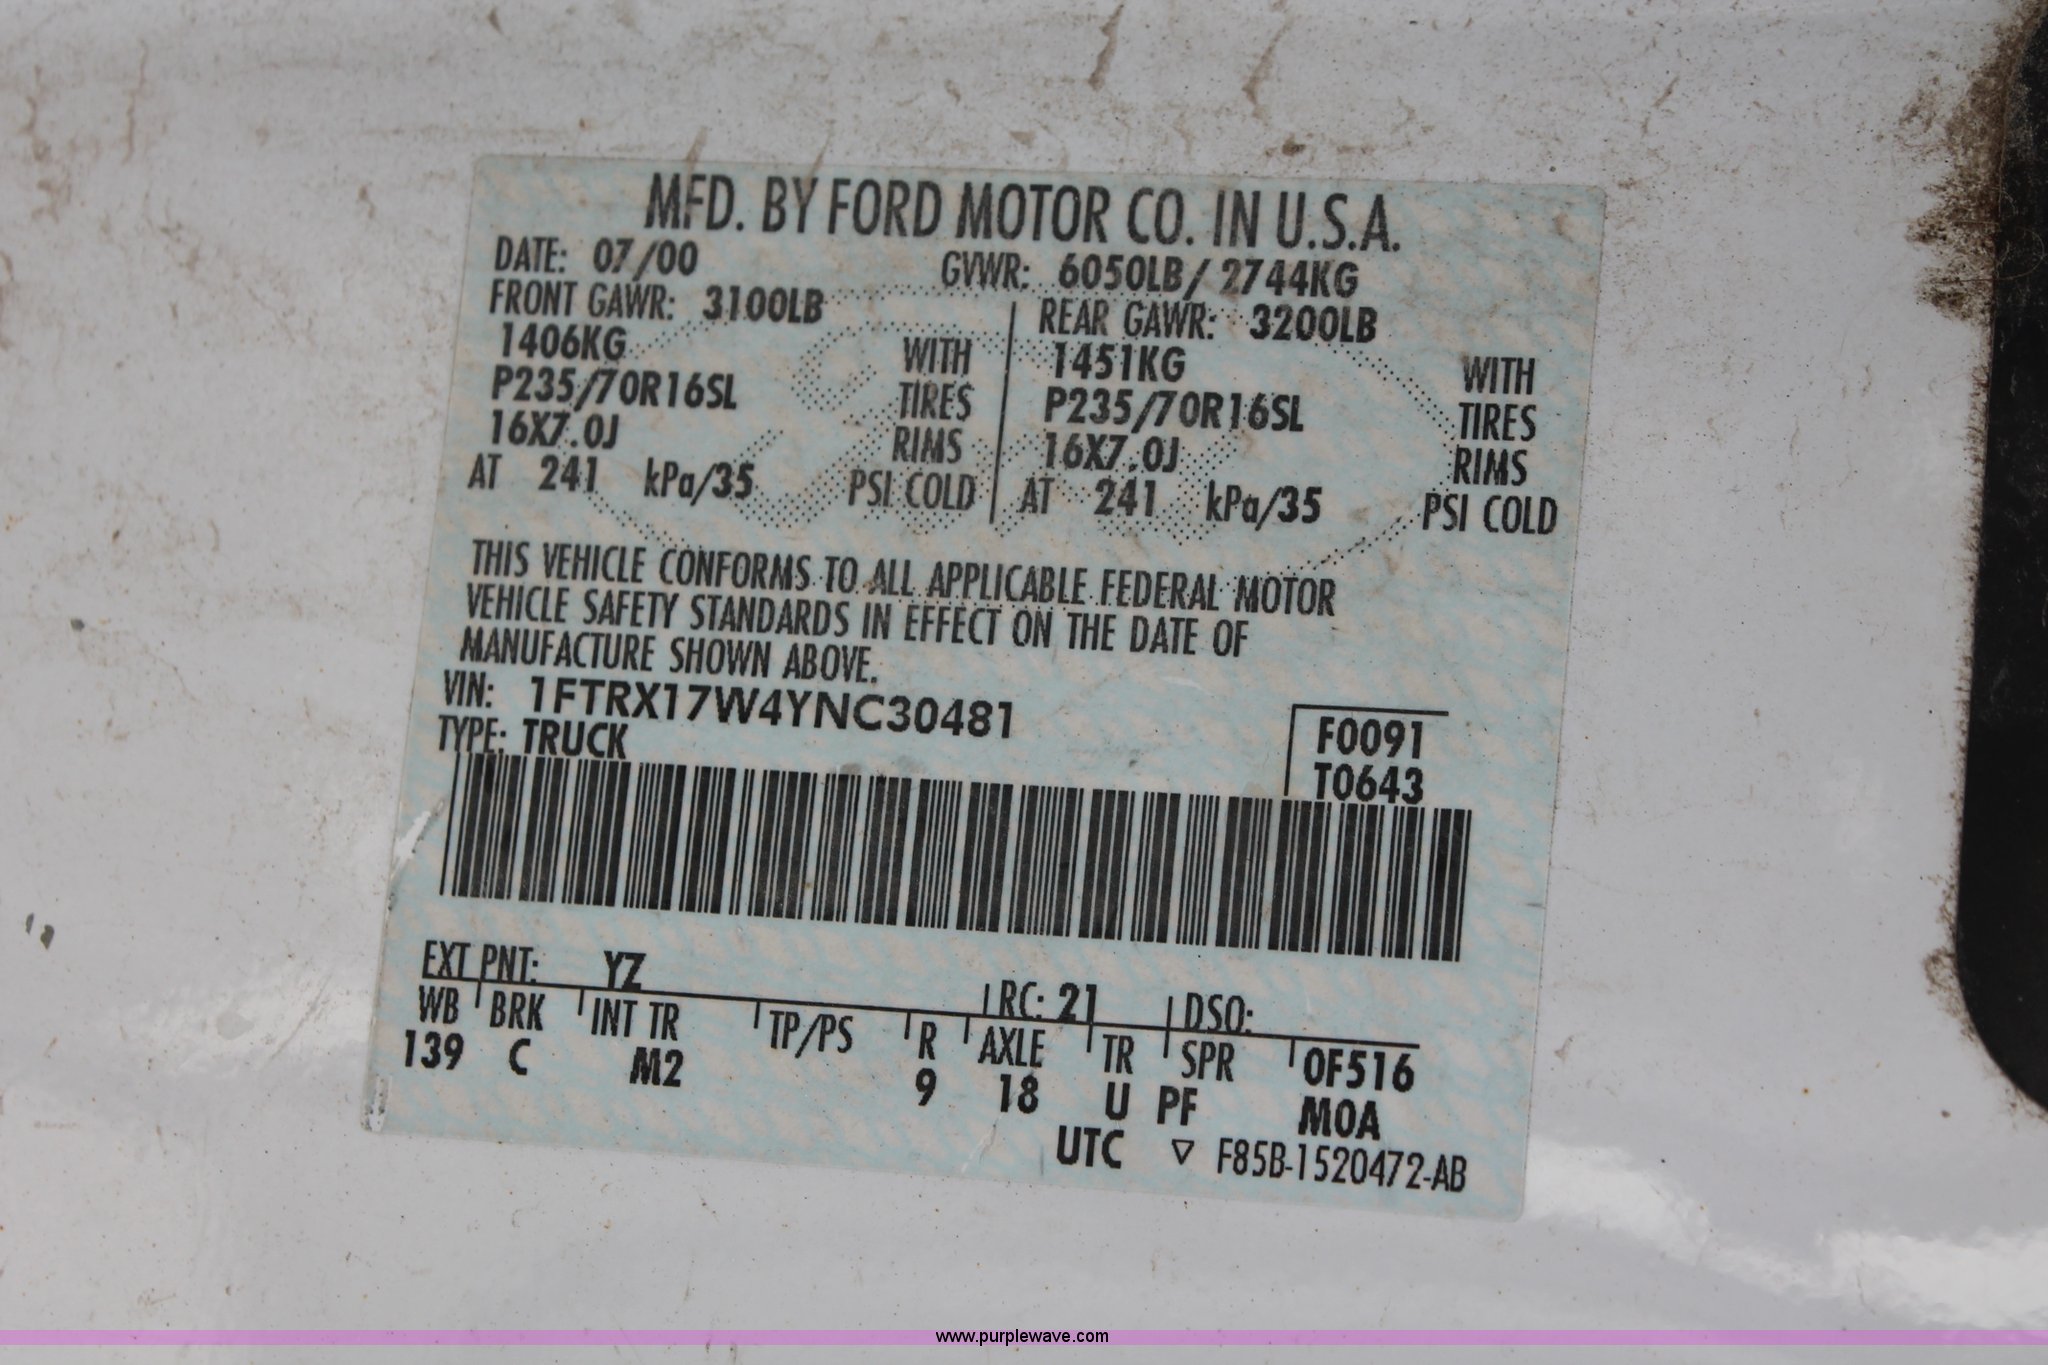 MFD. BY FORD MOTOR CO. IN U.S.A.
DATE: 07/00 GVWR: 6050LB/ 2744KG
FRONT GAWR: 3100LB REAR GAWR: 3200LB
1406KG WITH 1451KG WITH
P235/70R16SL TIRES P235/70R16SL TIRES
16X7.0J RIMS 16X7.0J RIMS
AT 241 kPa/35 PSI COLD AT 241 kPa/35 PSI COLD
THIS VEHICLE CONFORMS TO ALL APPLICABLE FEDERAL MOTOR
VEHICLE SAFETY STANDARDS IN EFFECT ON THE DATE OF
MANUFACTURE SHOWN ABOVE.
VIN: 1FTRX17W4YNC30481 F0091
TYPE: TRUCK T0643
EXT PNT: YZ RC: 21 DSO:
WB BRK INT TR TP/PS R AXLE TR SPR 0F516
139 C M2 9 18 U PF M0A
UTC ▽ F85B-1520472-AB
www.purplewave.com